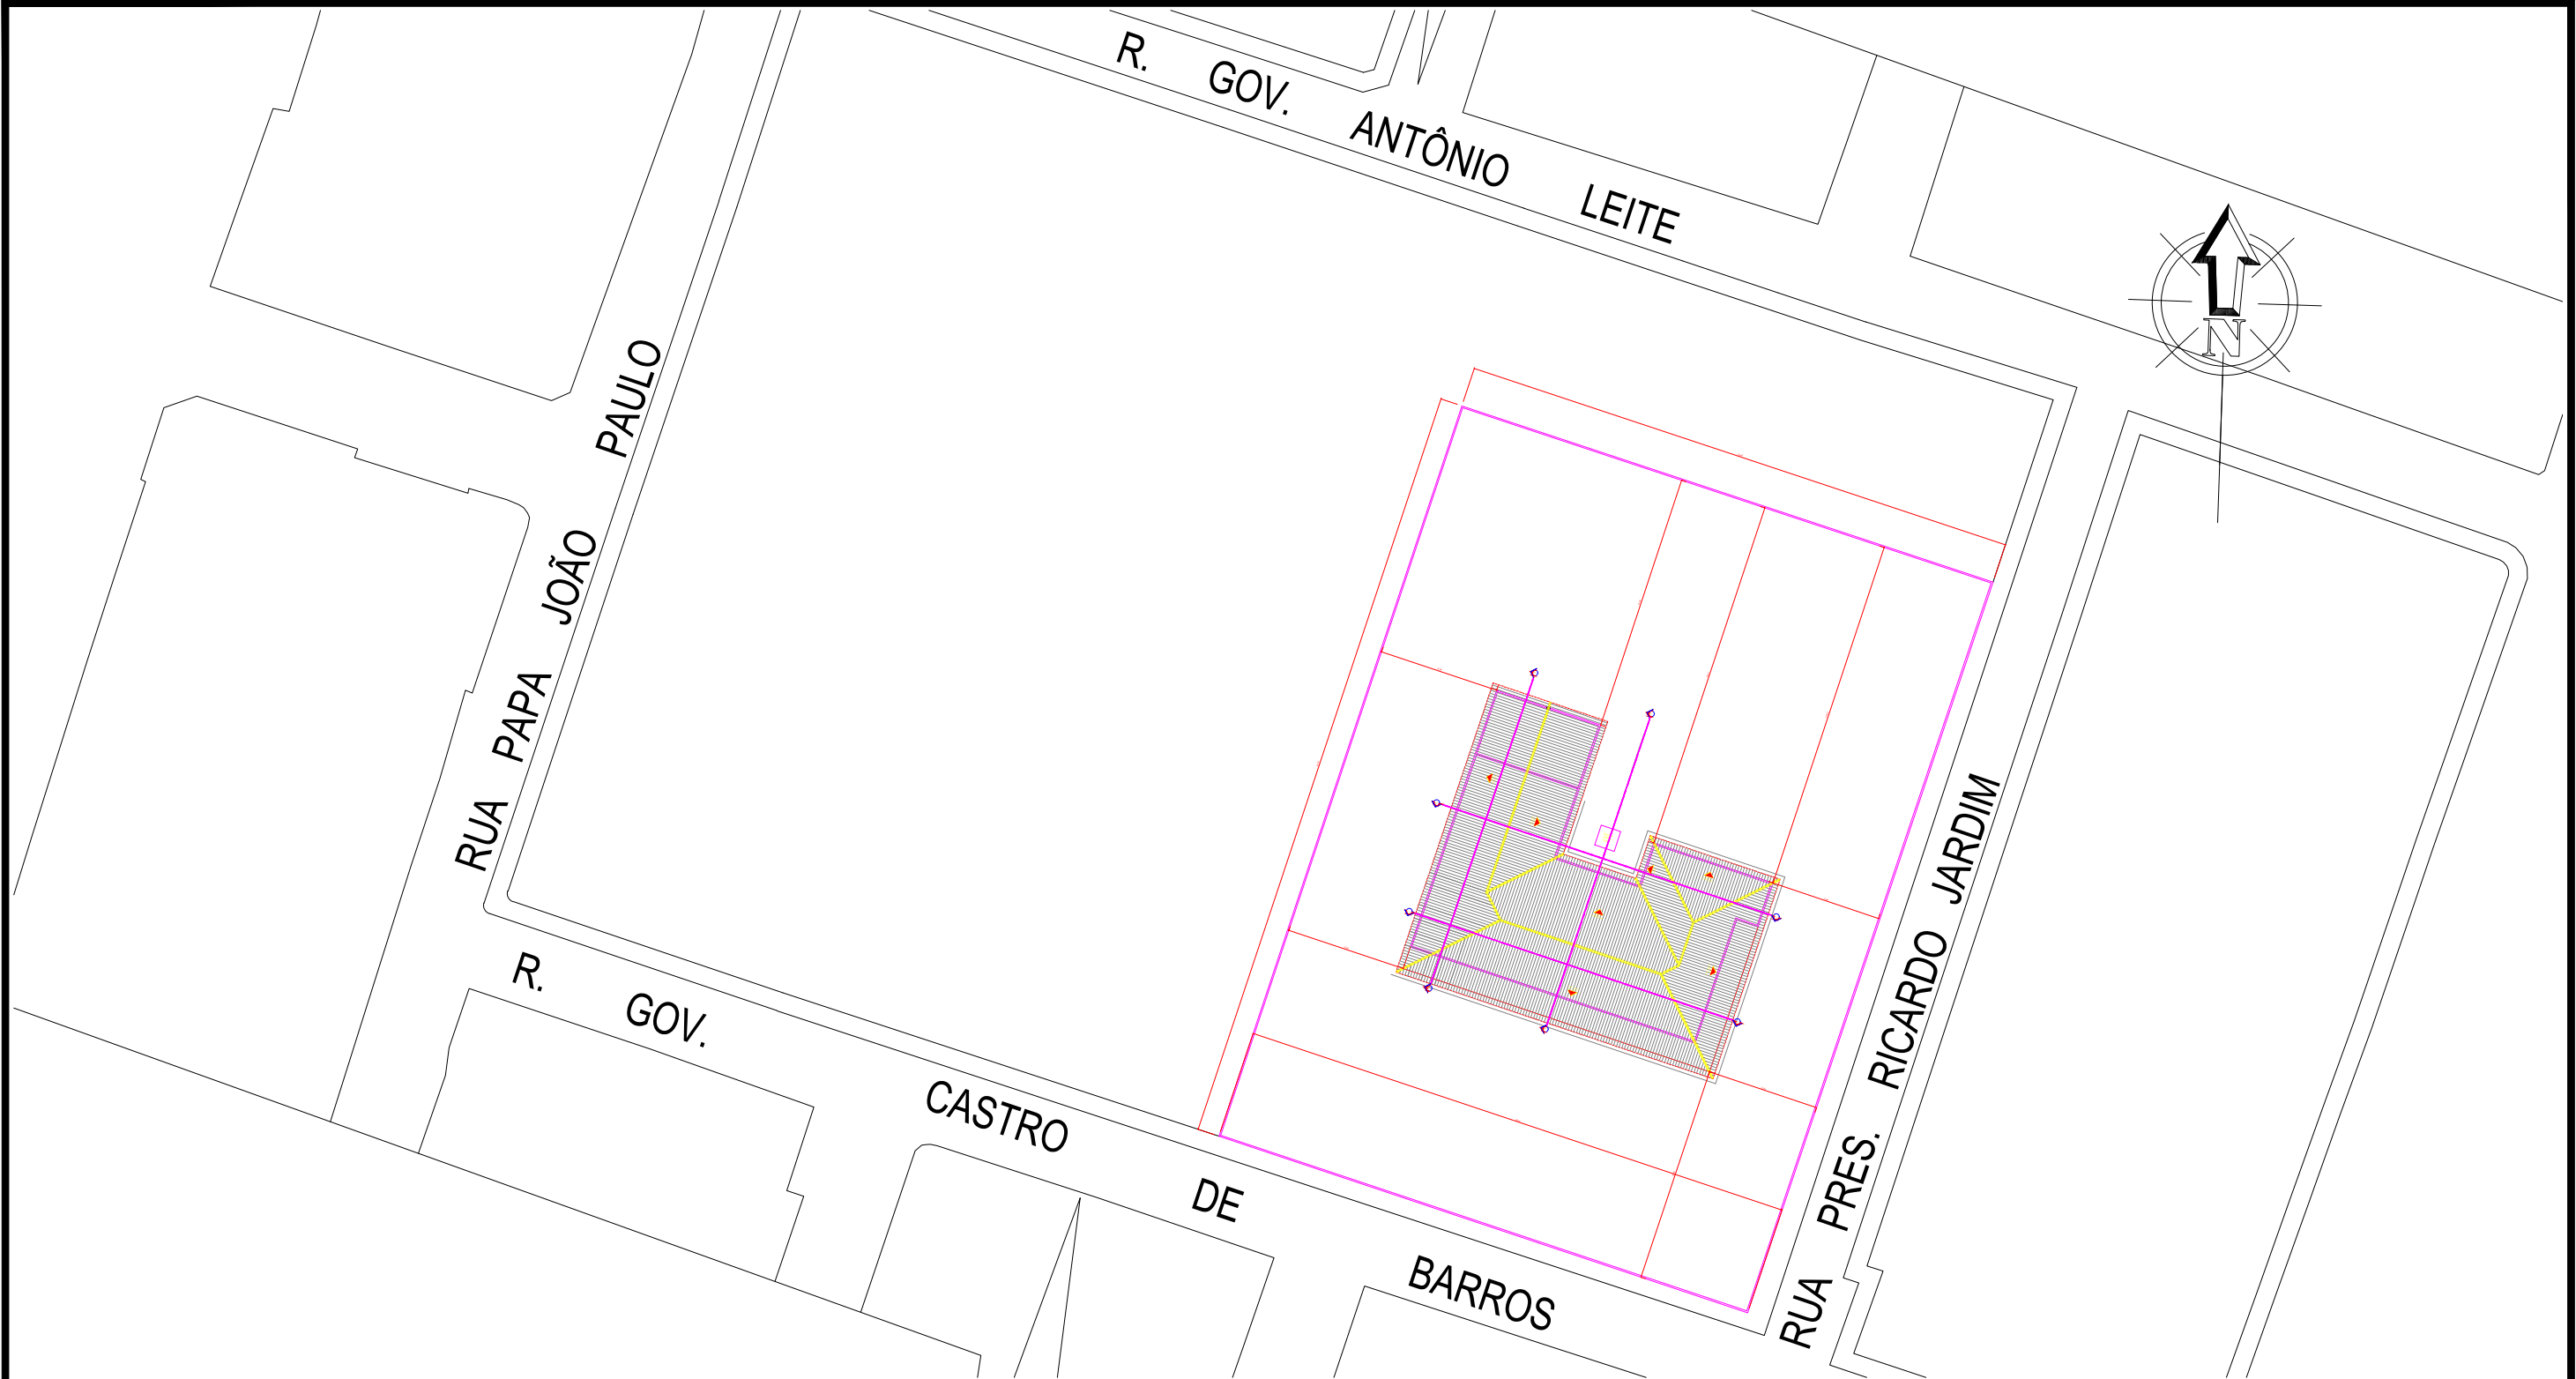 R. GOV. ANTÔNIO LEITE
N
RUA PAPA JOÃO PAULO
RUA PRES. RICARDO JARDIM
R. GOV. CASTRO DE BARROS